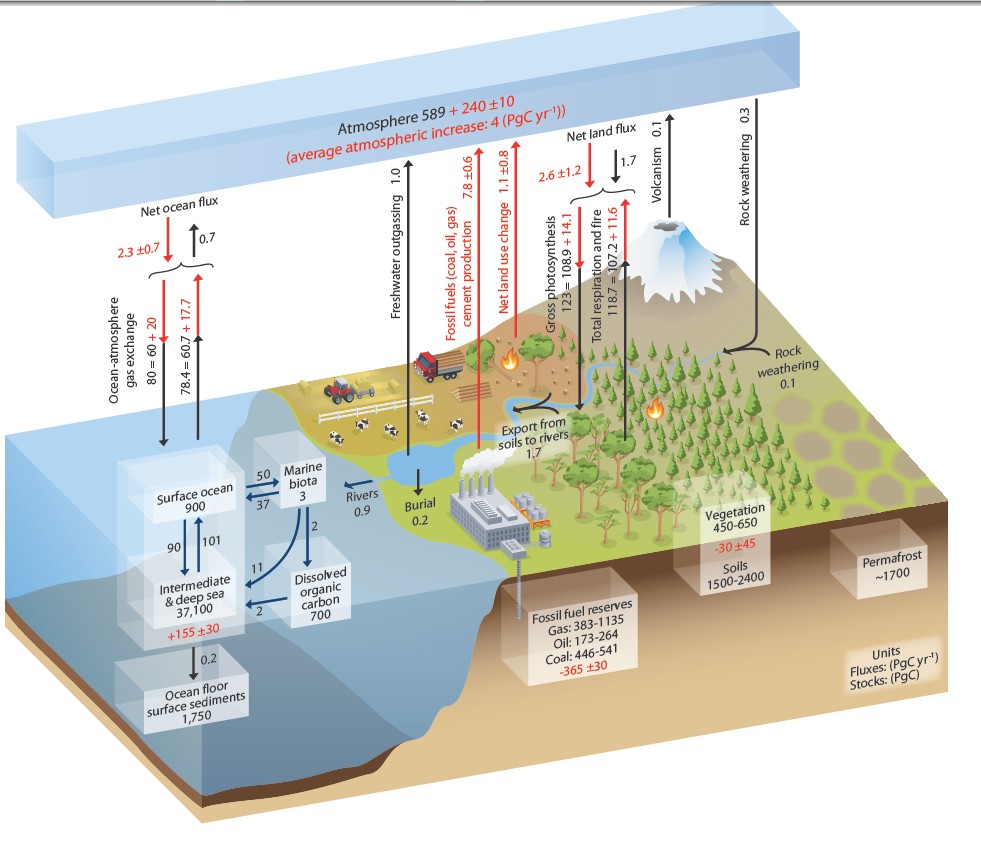 Atmosphere 589 + 240 ±10
(average atmospheric increase: 4 (PgC yr⁻¹))
Net ocean flux
2.3 ±0.7
0.7
Ocean-atmosphere
gas exchange
80 = 60 + 20
78.4 = 60.7 + 17.7
Freshwater outgassing 1.0
Fossil fuels (coal, oil, gas)
cement production 7.8 ±0.6
Net land use change 1.1 ±0.8
Net land flux
2.6 ±1.2
1.7
Gross photosynthesis
123 = 108.9 + 14.1
Total respiration and fire
118.7 = 107.2 + 11.6
Volcanism 0.1
Rock weathering 0.3
Rock
weathering
0.1
Export from
soils to rivers
1.7
Rivers
0.9
Burial
0.2
Surface ocean
900
50
37
Marine
biota
3
90
101
2
11
2
Intermediate
& deep sea
37,100
+155 ±30
Dissolved
organic
carbon
700
0.2
Ocean floor
surface sediments
1,750
Vegetation
450-650
-30 ±45
Soils
1500-2400
Permafrost
~1700
Fossil fuel reserves
Gas: 383-1135
Oil: 173-264
Coal: 446-541
-365 ±30
Units
Fluxes: (PgC yr⁻¹)
Stocks: (PgC)